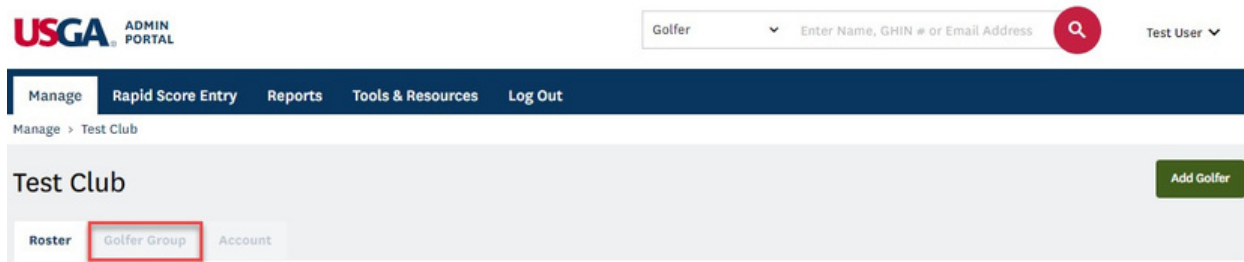 USGA® ADMIN PORTAL
Golfer
Enter Name, GHIN # or Email Address
Test User
Manage Rapid Score Entry Reports Tools & Resources Log Out
Manage > Test Club
Test Club
Add Golfer
Roster Golfer Group Account